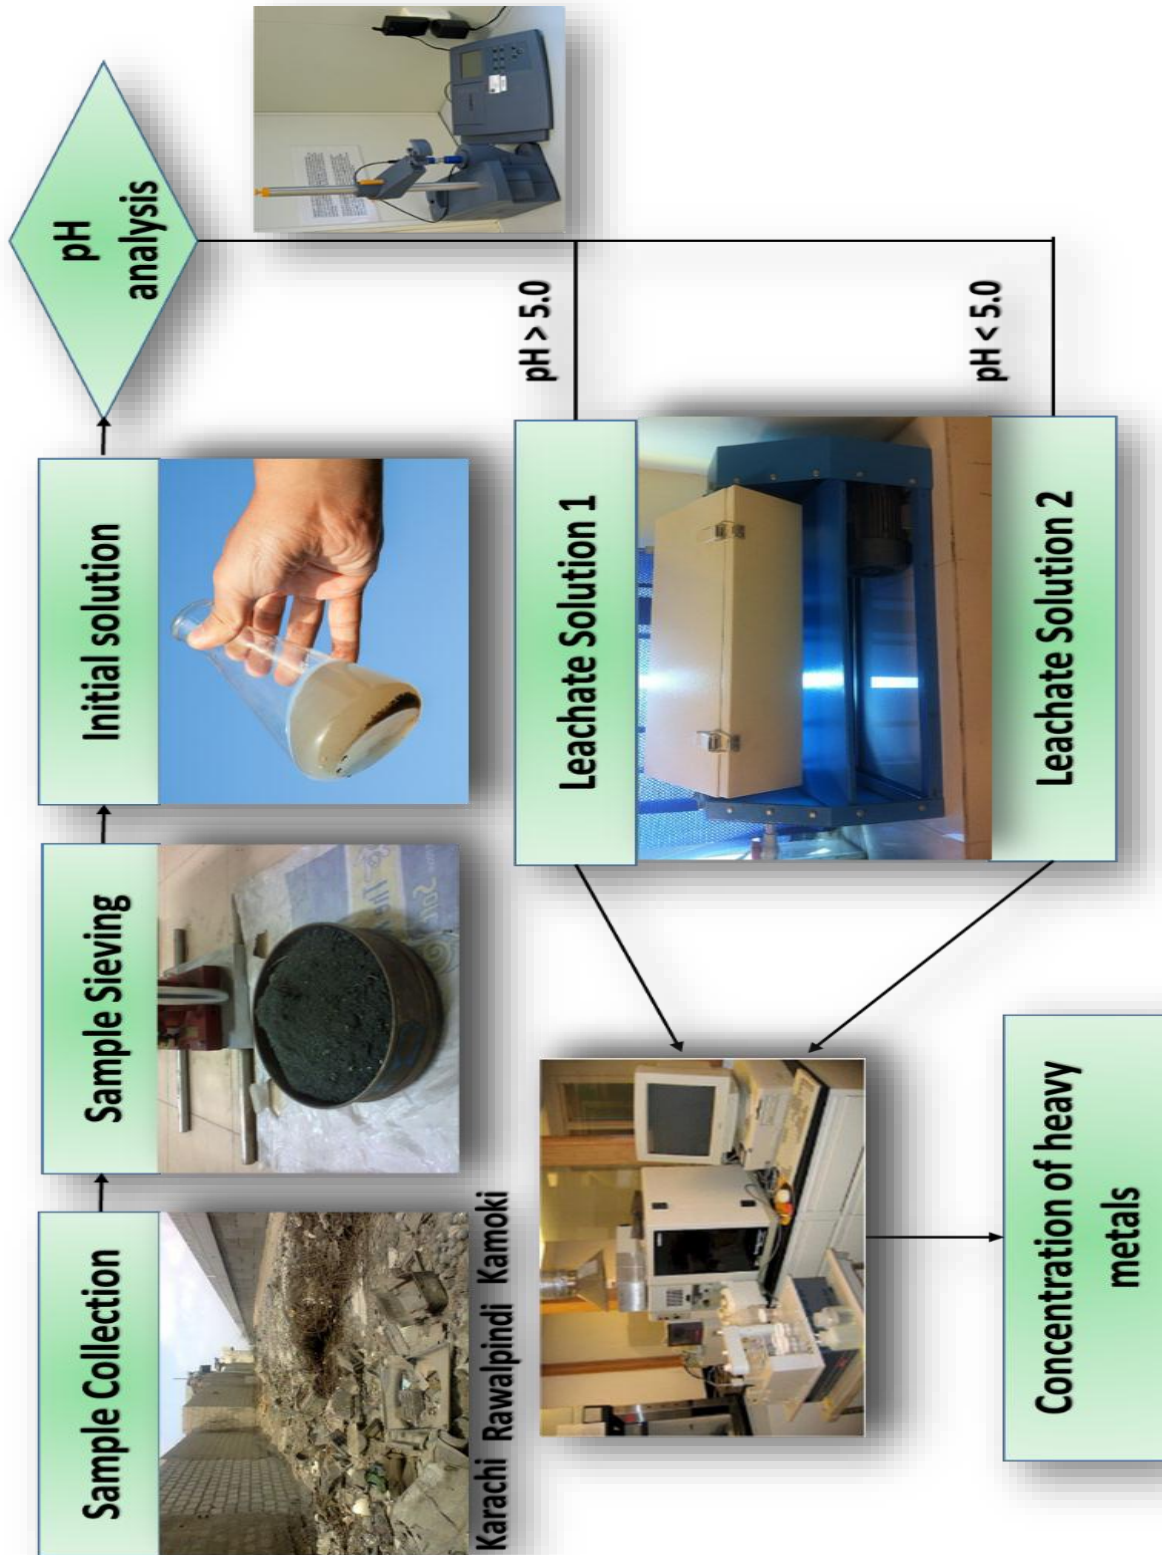 Sample Collection
Karachi Rawalpindi Kamoki
Sample Sieving
Initial solution
pH
analysis
pH > 5.0
pH < 5.0
Leachate Solution 1
Leachate Solution 2
Concentration of heavy
metals